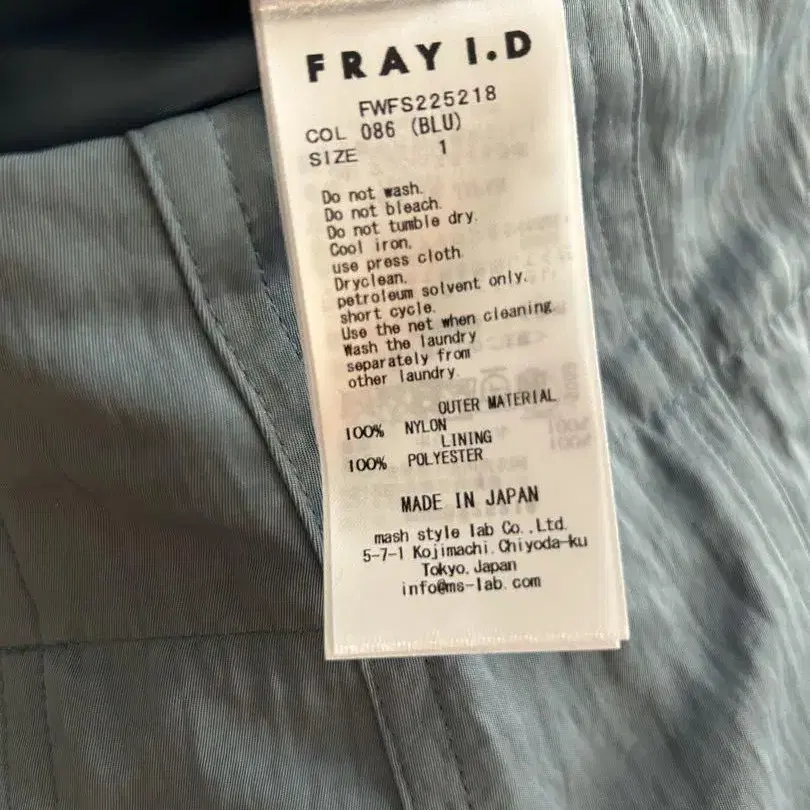 FRAY I.D
FWFS225218
COL 086 (BLU)
SIZE 1
Do not wash.
Do not bleach.
Do not tumble dry.
Cool iron,
use press cloth
Dryclean,
petroleum solvent only.
short cycle.
Use the net when cleaning
Wash the laundry
separately from
other laundry.
OUTER MATERIAL
100% NYLON
LINING
100% POLYESTER
MADE IN JAPAN
mash style lab Co.,Ltd.
5-7-1 Kojimachi,Chiyoda-ku
Tokyo,Japan
info@ms-lab.com